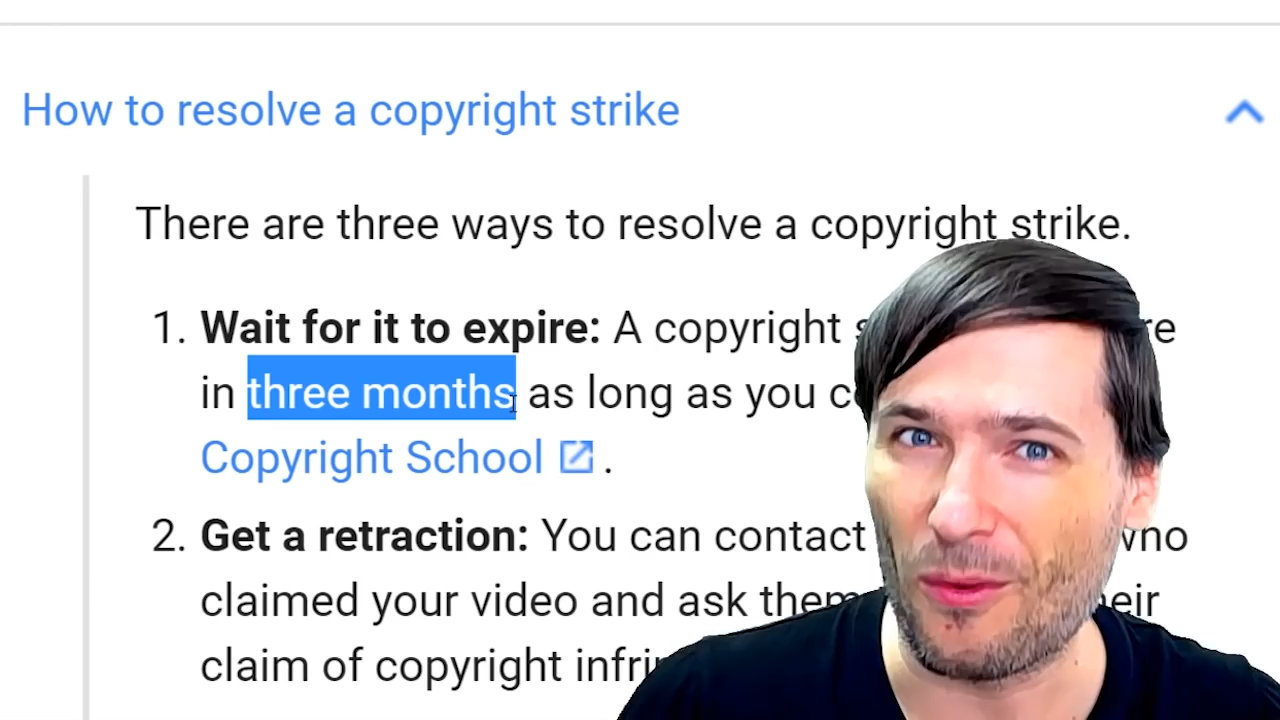 How to resolve a copyright strike
There are three ways to resolve a copyright strike.
1. Wait for it to expire: A copyright
in three months as long as you
Copyright School .
2. Get a retraction: You can contact
claimed your video and ask them
claim of copyright